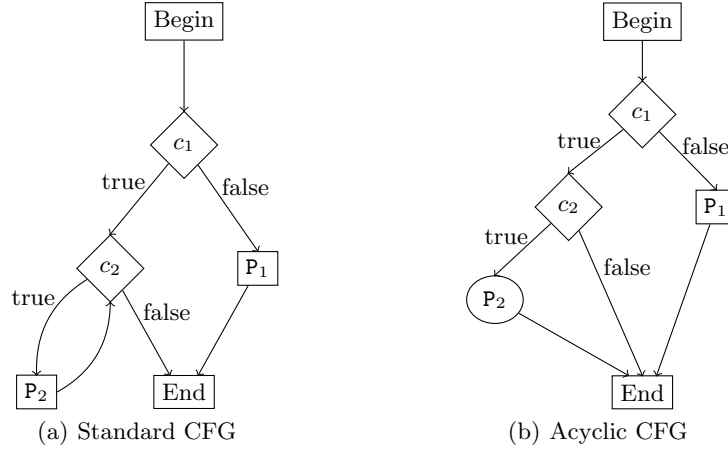 Begin
c₁
true
false
c₂
P₁
true
false
P₂
End
(a) Standard CFG
Begin
c₁
true
false
c₂
P₁
true
false
P₂
End
(b) Acyclic CFG